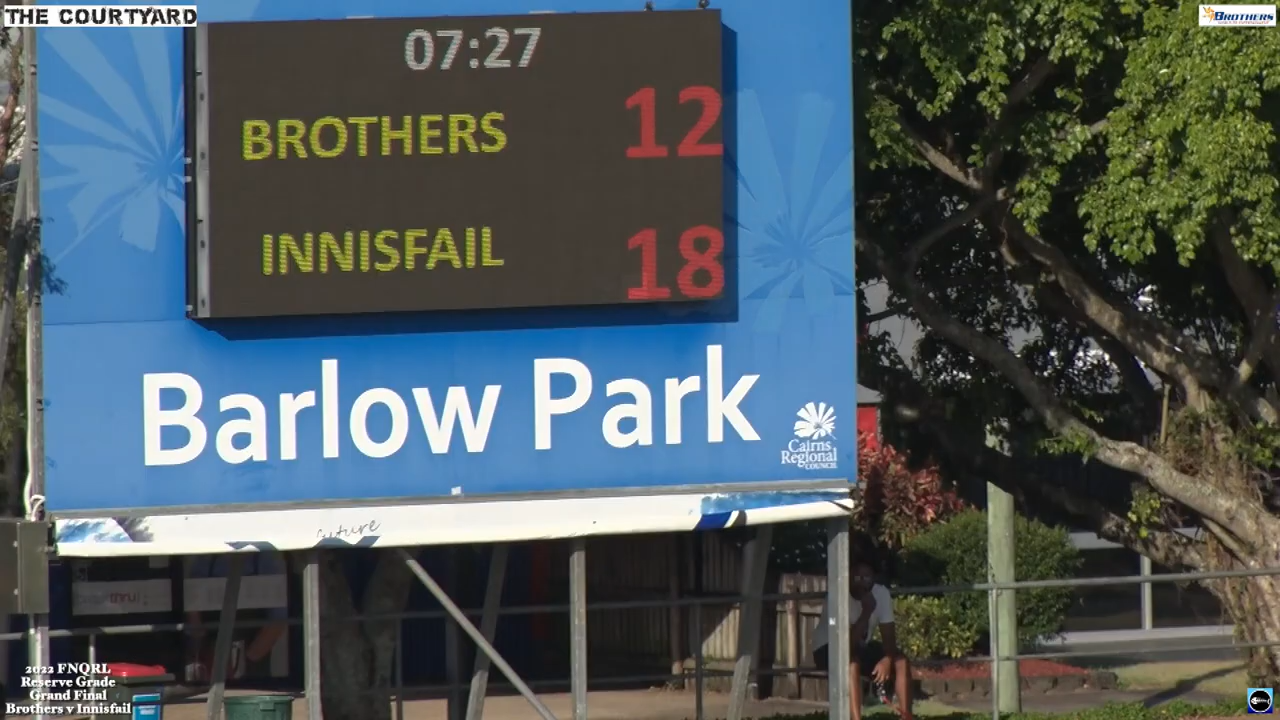 THE COURTYARD
BROTHERS
07:27
BROTHERS 12
INNISFAIL 18
Barlow Park
Cairns
Regional
COUNCIL
future
2022 FNQRL
Reserve Grade
Grand Final
Brothers v Innisfail